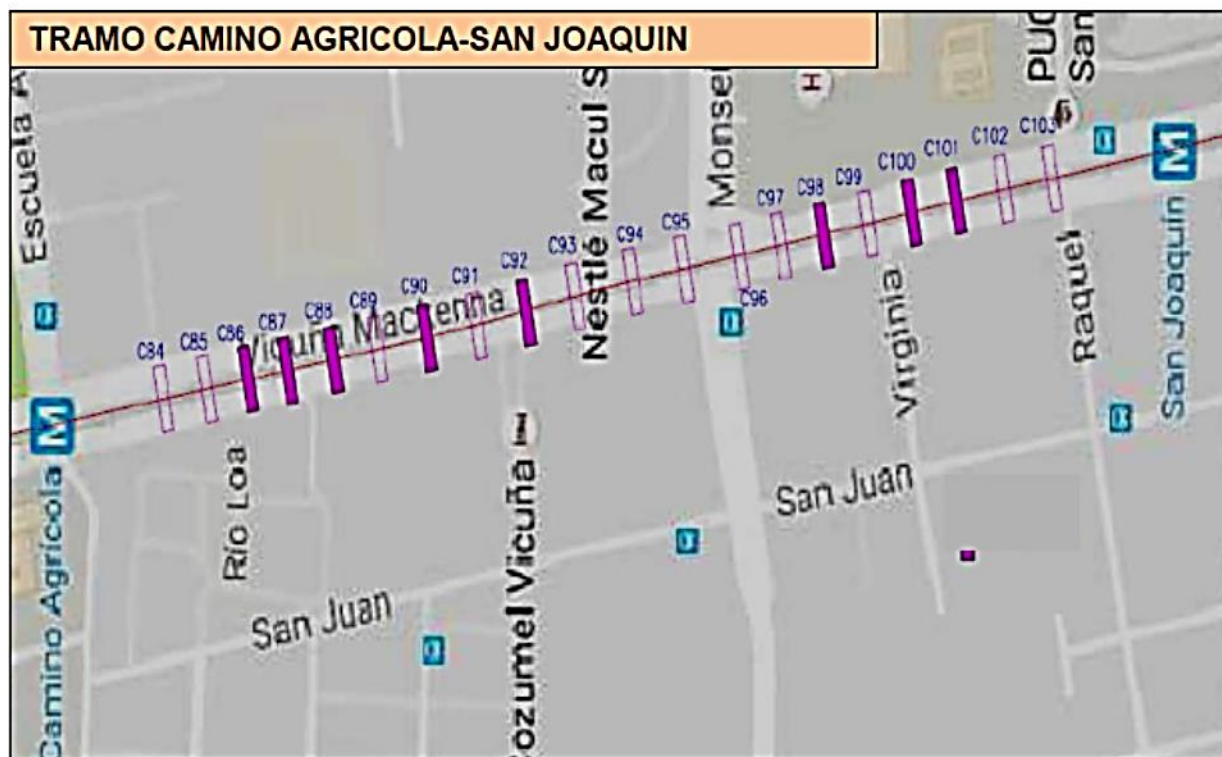 TRAMO CAMINO AGRICOLA-SAN JOAQUIN
Escuela A
Nestlé Macul S
Monse
H
PUC
San
C84
C85
C86
C87
C88
C89
C90
C91
C92
C93
C94
C95
C96
C97
C98
C99
C100
C101
C102
C103
Vicuña Mackenna
M
Camino Agrícola
M
San Joaquín
Río Loa
San Juan
ozumel Vicuña
San Juan
Virginia
Raquel